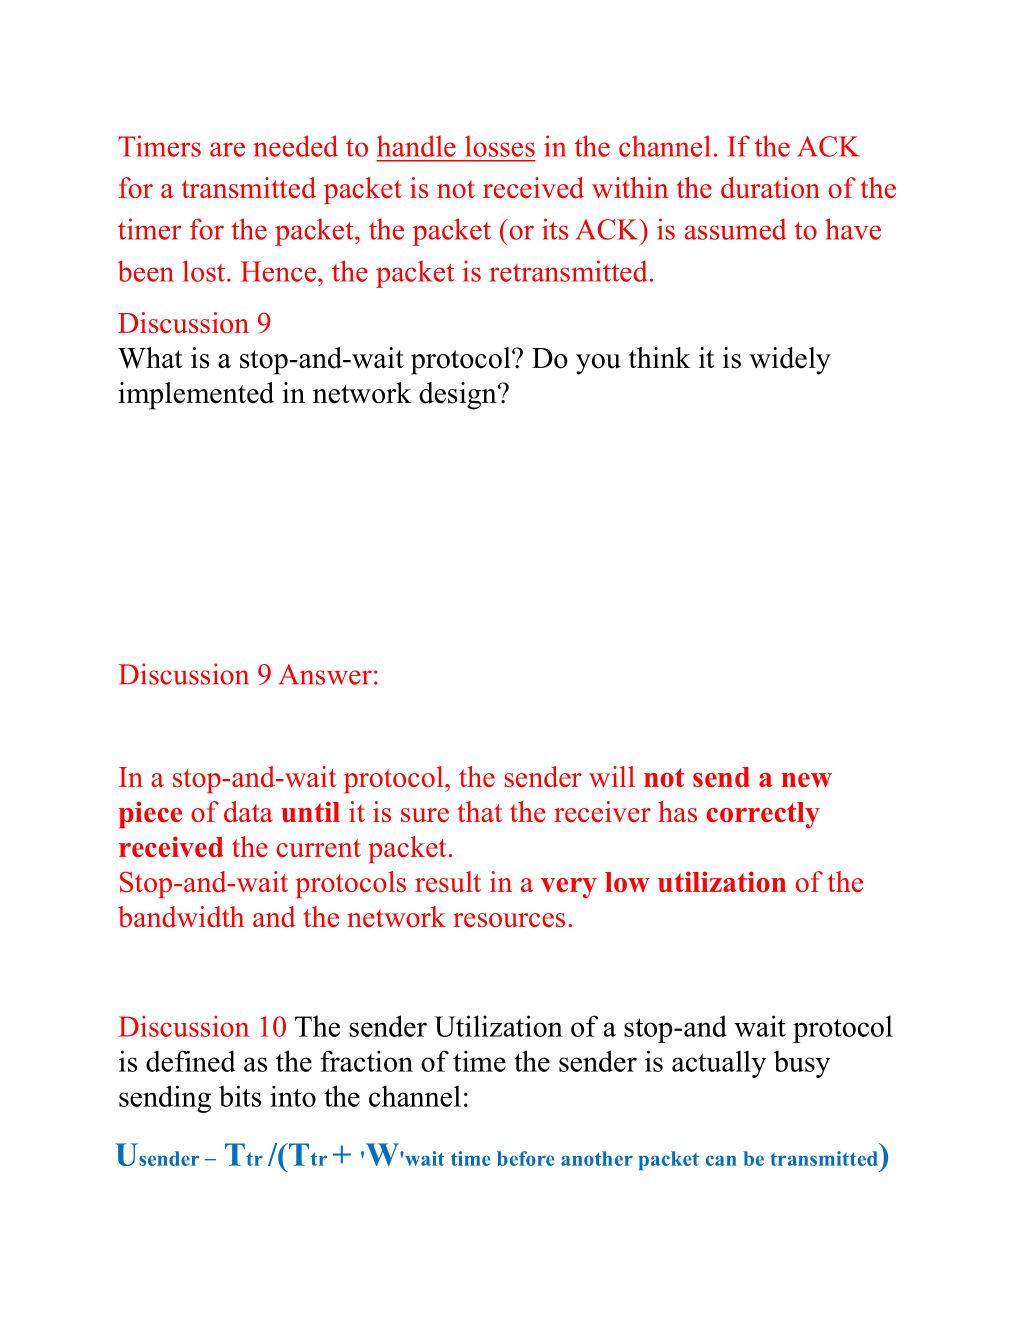 Timers are needed to handle losses in the channel. If the ACK
for a transmitted packet is not received within the duration of the
timer for the packet, the packet (or its ACK) is assumed to have
been lost. Hence, the packet is retransmitted.
Discussion 9
What is a stop-and-wait protocol? Do you think it is widely
implemented in network design?
Discussion 9 Answer:
In a stop-and-wait protocol, the sender will not send a new
piece of data until it is sure that the receiver has correctly
received the current packet.
Stop-and-wait protocols result in a very low utilization of the
bandwidth and the network resources.
Discussion 10 The sender Utilization of a stop-and wait protocol
is defined as the fraction of time the sender is actually busy
sending bits into the channel:
Usender – Ttr /(Ttr + 'W'wait time before another packet can be transmitted)